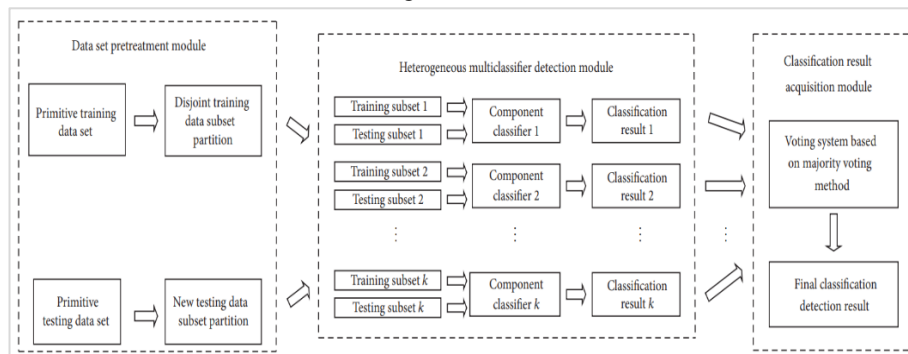 Data set pretreatment module
Primitive training
data set
Disjoint training
data subset
partition
Primitive
testing data set
New testing data
subset partition
Heterogeneous multiclassifier detection module
Training subset 1
Testing subset 1
Component
classifier 1
Classification
result 1
Training subset 2
Testing subset 2
Component
classifier 2
Classification
result 2
Training subset k
Testing subset k
Component
classifier k
Classification
result k
Classification result
acquisition module
Voting system based
on majority voting
method
Final classification
detection result